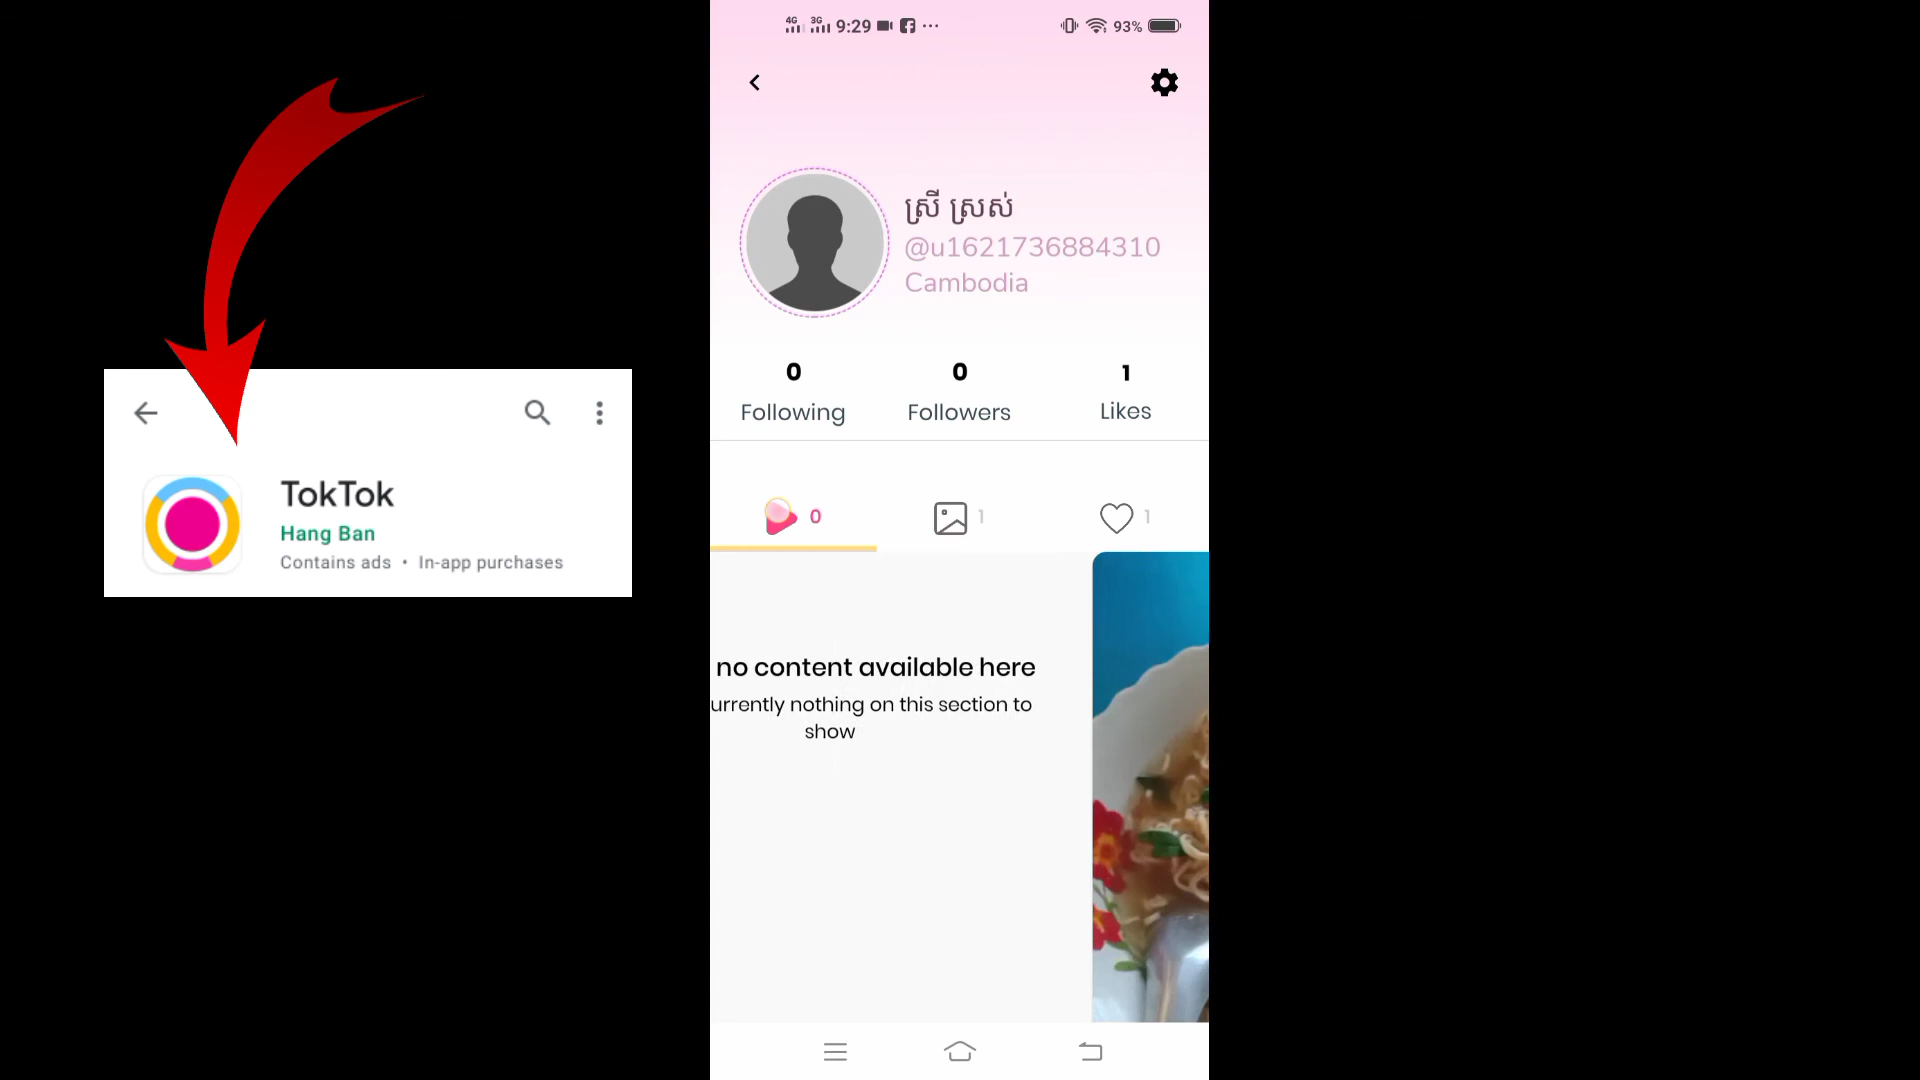 TokTok
Hang Ban
Contains ads • In-app purchases
4G 3G 9:29 ... 93%
ស្រី ស្រស់
@u1621736884310
Cambodia
0 0 1
Following Followers Likes
0 1 1
no content available here
urrently nothing on this section to
show